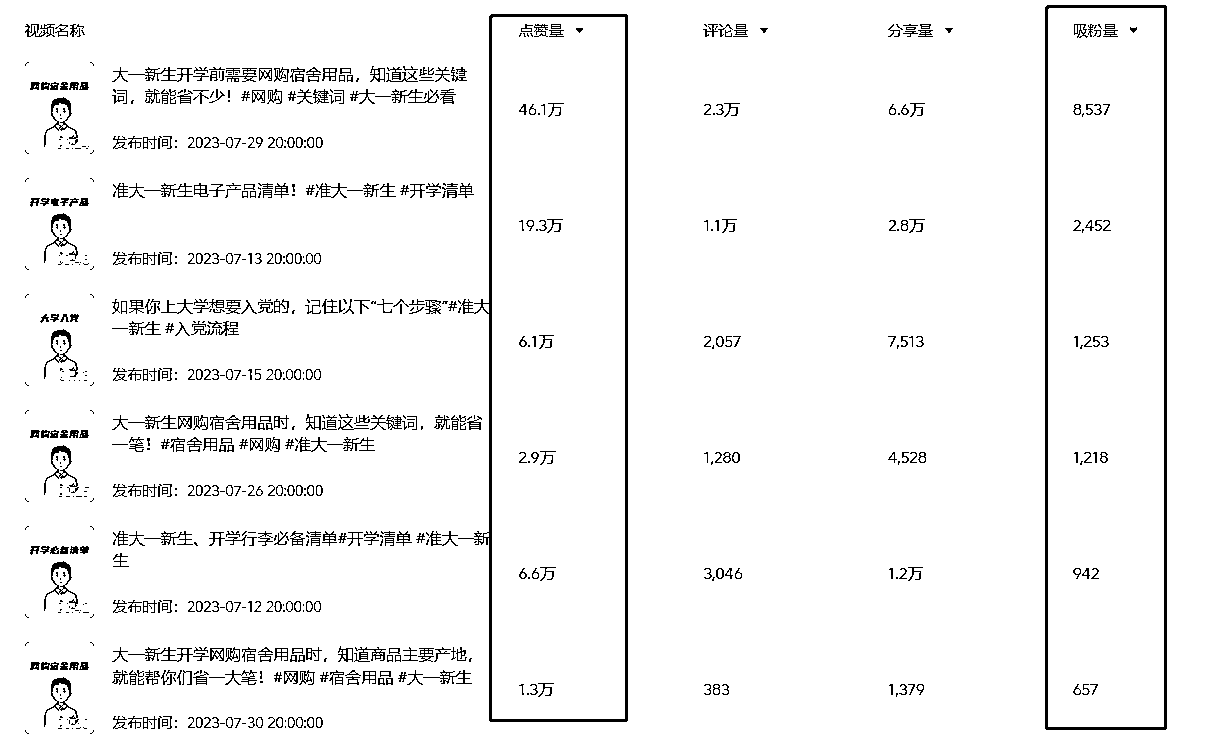 视频名称 点赞量 评论量 分享量 吸粉量
网购宿舍用品
大一新生开学前需要网购宿舍用品，知道这些关键
词，就能省不少！#网购 #关键词 #大一新生必看
发布时间：2023-07-29 20:00:00
46.1万 2.3万 6.6万 8,537
开学电子产品
准大一新生电子产品清单！#准大一新生 #开学清单
发布时间：2023-07-13 20:00:00
19.3万 1.1万 2.8万 2,452
大学入党
如果你上大学想要入党的，记住以下“七个步骤”#准大
一新生 #入党流程
发布时间：2023-07-15 20:00:00
6.1万 2,057 7,513 1,253
网购宿舍用品
大一新生网购宿舍用品时，知道这些关键词，就能省
一笔！#宿舍用品 #网购 #准大一新生
发布时间：2023-07-26 20:00:00
2.9万 1,280 4,528 1,218
开学必备清单
准大一新生、开学行李必备清单#开学清单 #准大一新
生
发布时间：2023-07-12 20:00:00
6.6万 3,046 1.2万 942
网购宿舍用品
大一新生开学网购宿舍用品时，知道商品主要产地，
就能帮你们省一大笔！#网购 #宿舍用品 #大一新生
发布时间：2023-07-30 20:00:00
1.3万 383 1,379 657